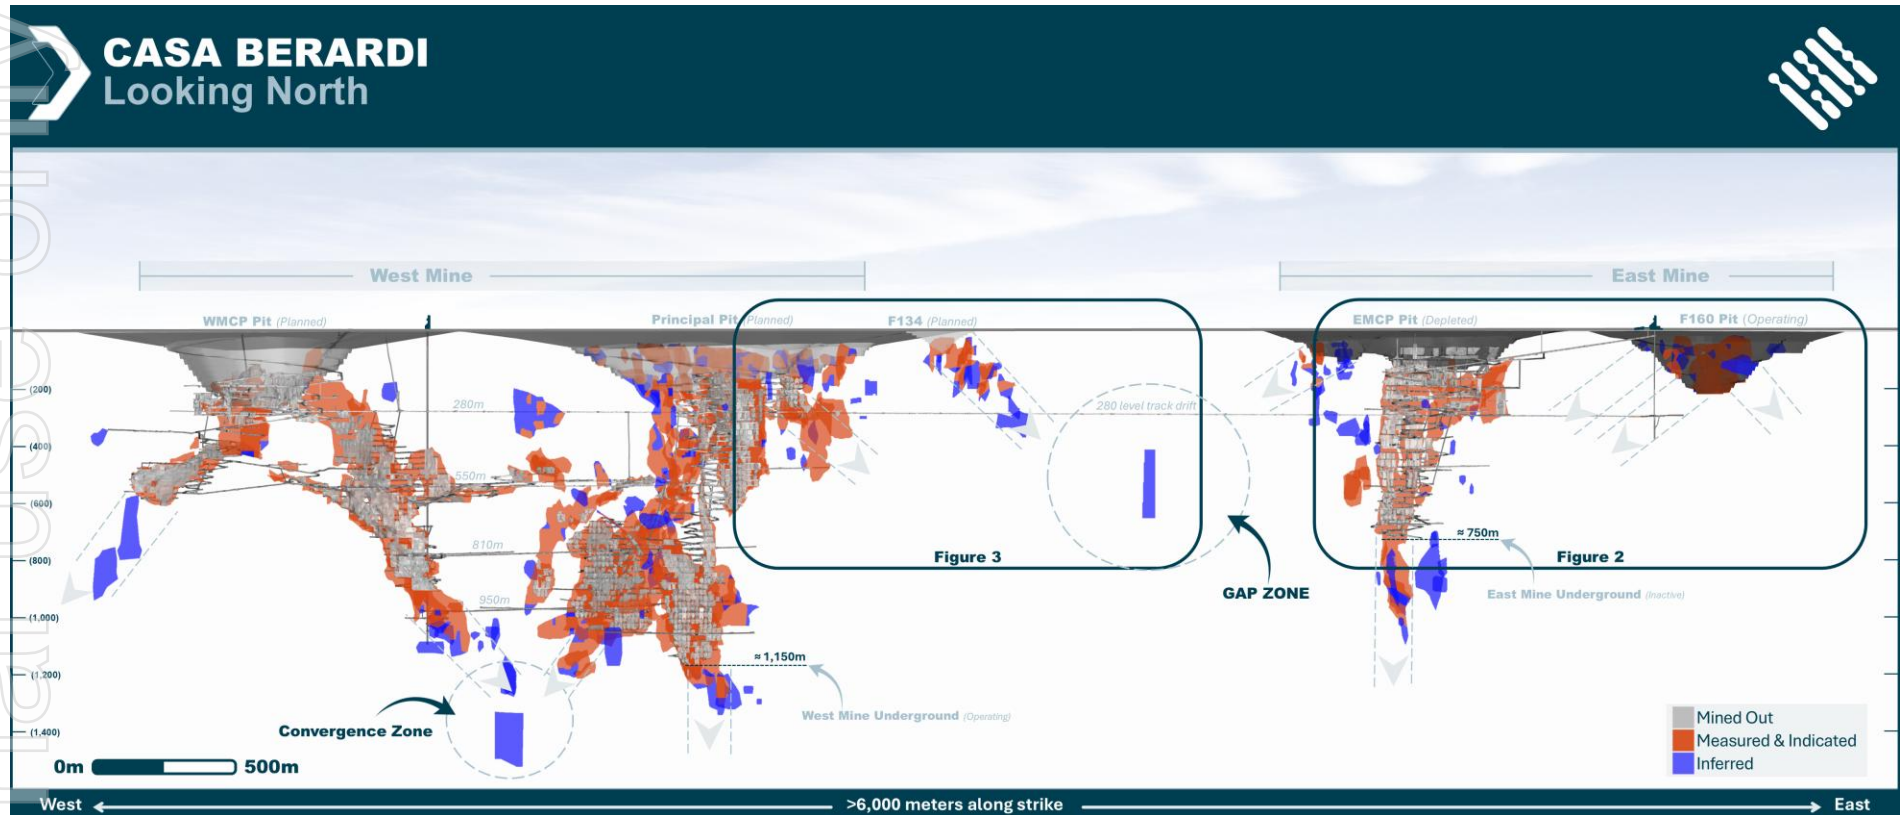 CASA BERARDI
Looking North
West Mine
East Mine
WMCP Pit (Planned)
Principal Pit (Planned)
F134 (Planned)
EMCP Pit (Depleted)
F160 Pit (Operating)
(200)
280m
280 level track drift
(400)
550m
(600)
≈ 750m
810m
Figure 3
Figure 2
(800)
950m
GAP ZONE
East Mine Underground (Inactive)
(1,000)
≈ 1,150m
(1,200)
West Mine Underground (Operating)
Convergence Zone
(1,400)
0m
500m
Mined Out
Measured & Indicated
Inferred
West
>6,000 meters along strike
East